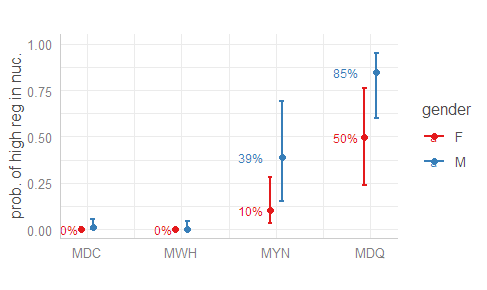 prob. of high reg in nuc.
1.00
0.75
0.50
0.25
0.00
0%
0%
10%
39%
50%
85%
MDC MWH MYN MDQ
gender
F
M